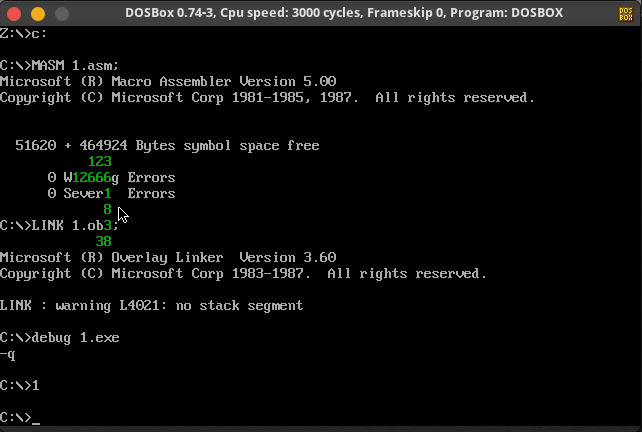 DOSBox 0.74-3, Cpu speed: 3000 cycles, Frameskip 0, Program: DOSBOX
DOS
BOX
Z:\>c:
C:\>MASM 1.asm;
Microsoft (R) Macro Assembler Version 5.00
Copyright (C) Microsoft Corp 1981-1985, 1987.  All rights reserved.
51620 + 464924 Bytes symbol space free
123
0 W12666g Errors
0 Sever1  Errors
8
C:\>LINK 1.ob3;
38
Microsoft (R) Overlay Linker  Version 3.60
Copyright (C) Microsoft Corp 1983-1987.  All rights reserved.
LINK : warning L4021: no stack segment
C:\>debug 1.exe
-q
C:\>1
C:\>_